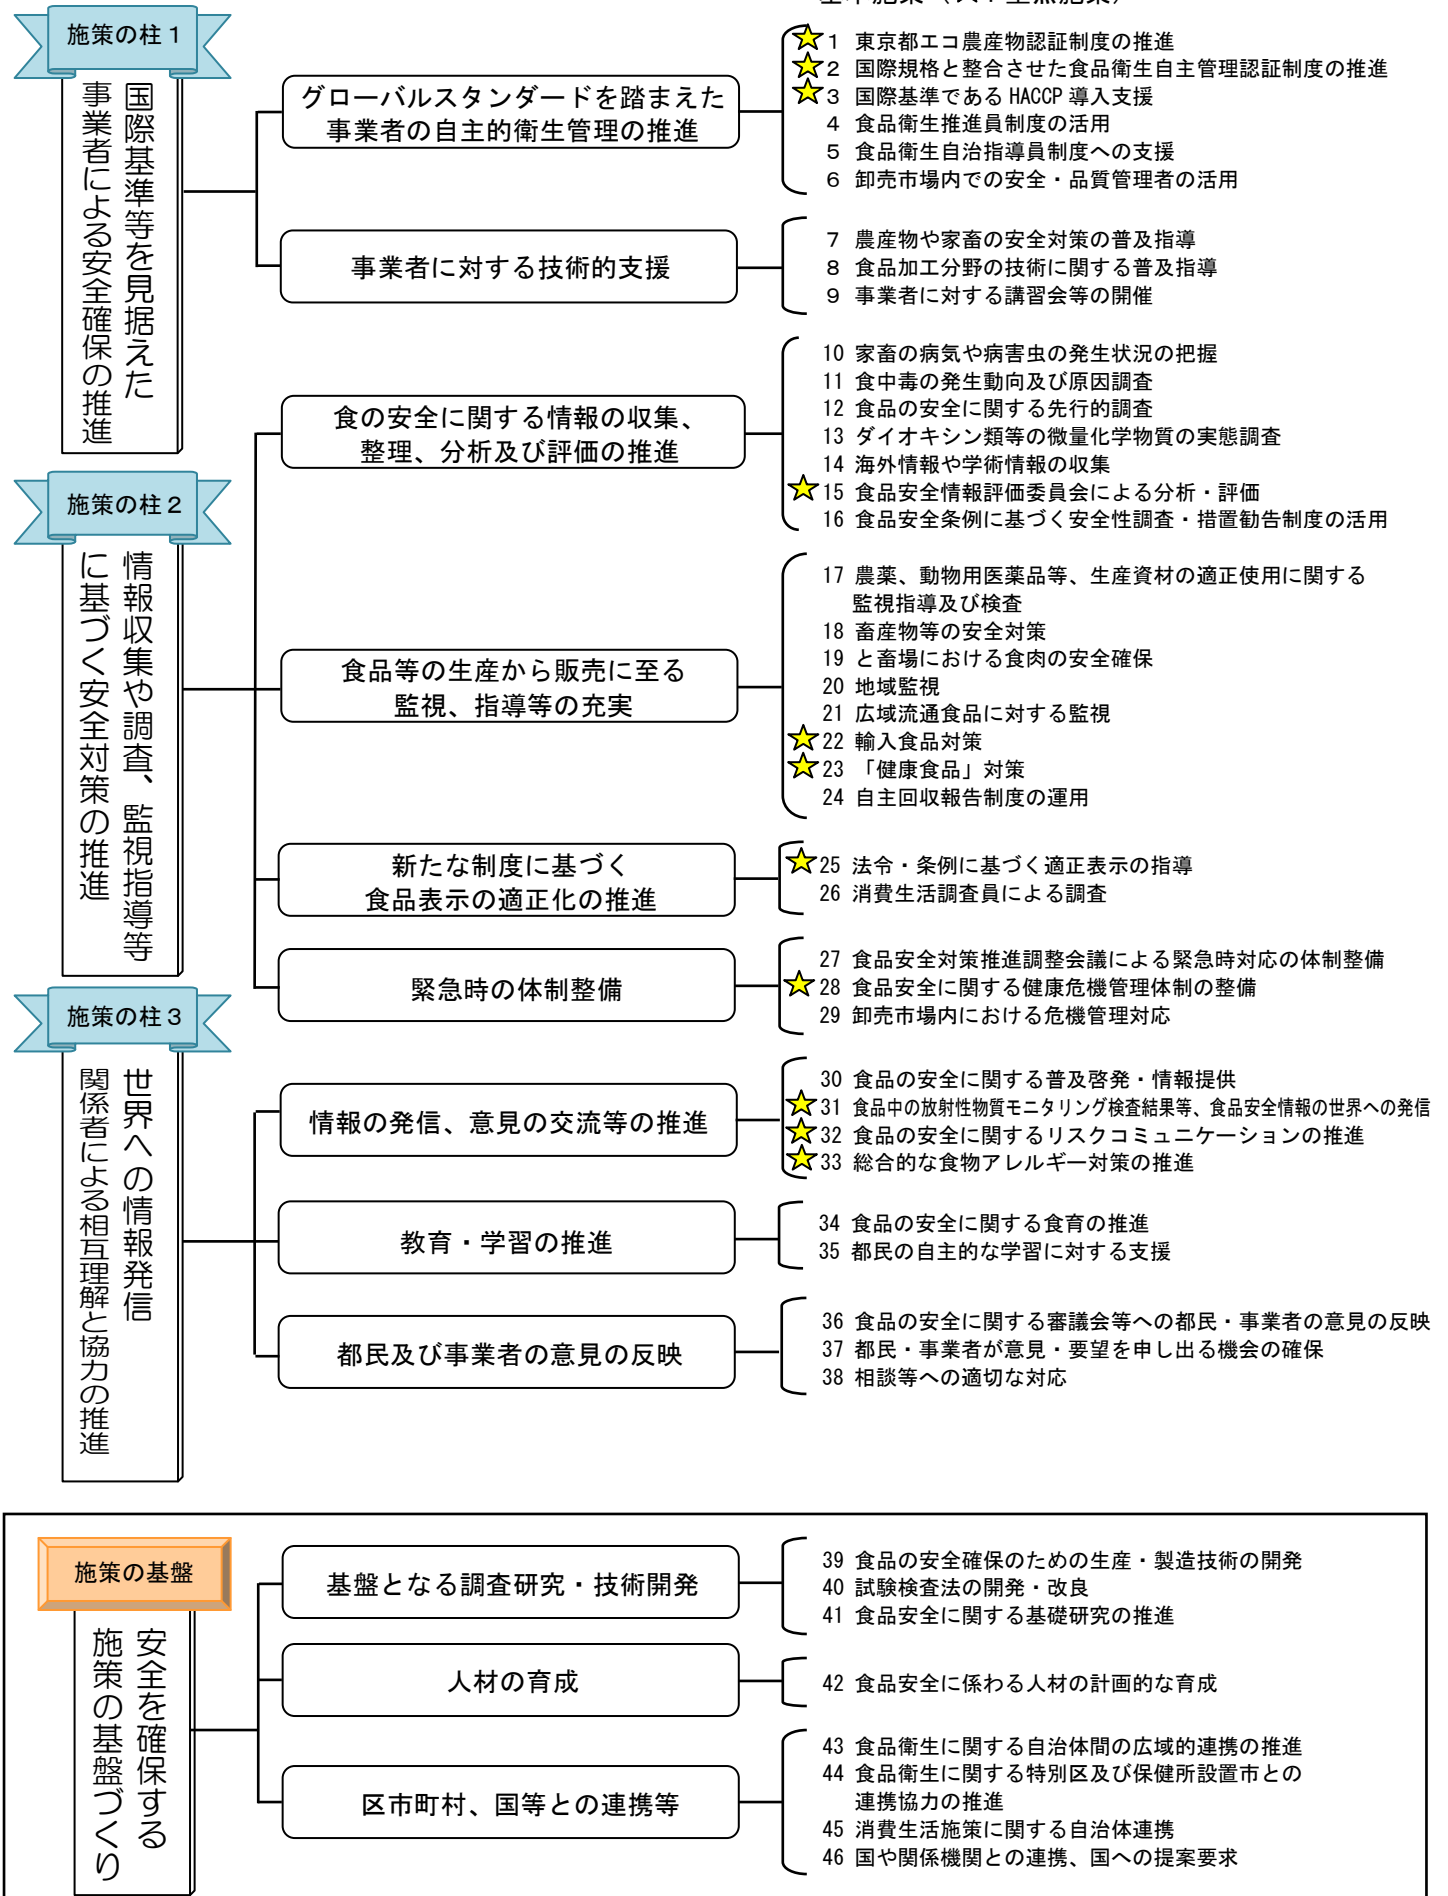 基本施策（☆：重点施策）
施策の柱１
国際基準等を見据えた
事業者による安全確保の推進
グローバルスタンダードを踏まえた
事業者の自主的衛生管理の推進
☆1 東京都エコ農産物認証制度の推進
☆2 国際規格と整合させた食品衛生自主管理認証制度の推進
☆3 国際基準である HACCP 導入支援
4 食品衛生推進員制度の活用
5 食品衛生自治指導員制度への支援
6 卸売市場内での安全・品質管理者の活用
事業者に対する技術的支援
7 農産物や家畜の安全対策の普及指導
8 食品加工分野の技術に関する普及指導
9 事業者に対する講習会等の開催
施策の柱２
情報収集や調査、監視指導等
に基づく安全対策の推進
食の安全に関する情報の収集、
整理、分析及び評価の推進
10 家畜の病気や病害虫の発生状況の把握
11 食中毒の発生動向及び原因調査
12 食品の安全に関する先行的調査
13 ダイオキシン類等の微量化学物質の実態調査
14 海外情報や学術情報の収集
☆15 食品安全情報評価委員会による分析・評価
16 食品安全条例に基づく安全性調査・措置勧告制度の活用
食品等の生産から販売に至る
監視、指導等の充実
17 農薬、動物用医薬品等、生産資材の適正使用に関する
監視指導及び検査
18 畜産物等の安全対策
19 と畜場における食肉の安全確保
20 地域監視
21 広域流通食品に対する監視
☆22 輸入食品対策
☆23 「健康食品」対策
24 自主回収報告制度の運用
新たな制度に基づく
食品表示の適正化の推進
☆25 法令・条例に基づく適正表示の指導
26 消費生活調査員による調査
緊急時の体制整備
27 食品安全対策推進調整会議による緊急時対応の体制整備
☆28 食品安全に関する健康危機管理体制の整備
29 卸売市場内における危機管理対応
施策の柱３
世界への情報発信
関係者による相互理解と協力の推進
情報の発信、意見の交流等の推進
30 食品の安全に関する普及啓発・情報提供
☆31 食品中の放射性物質モニタリング検査結果等、食品安全情報の世界への発信
☆32 食品の安全に関するリスクコミュニケーションの推進
☆33 総合的な食物アレルギー対策の推進
教育・学習の推進
34 食品の安全に関する食育の推進
35 都民の自主的な学習に対する支援
都民及び事業者の意見の反映
36 食品の安全に関する審議会等への都民・事業者の意見の反映
37 都民・事業者が意見・要望を申し出る機会の確保
38 相談等への適切な対応
施策の基盤
安全を確保する
施策の基盤づくり
基盤となる調査研究・技術開発
39 食品の安全確保のための生産・製造技術の開発
40 試験検査法の開発・改良
41 食品安全に関する基礎研究の推進
人材の育成
42 食品安全に係わる人材の計画的な育成
区市町村、国等との連携等
43 食品衛生に関する自治体間の広域的連携の推進
44 食品衛生に関する特別区及び保健所設置市との
連携協力の推進
45 消費生活施策に関する自治体連携
46 国や関係機関との連携、国への提案要求